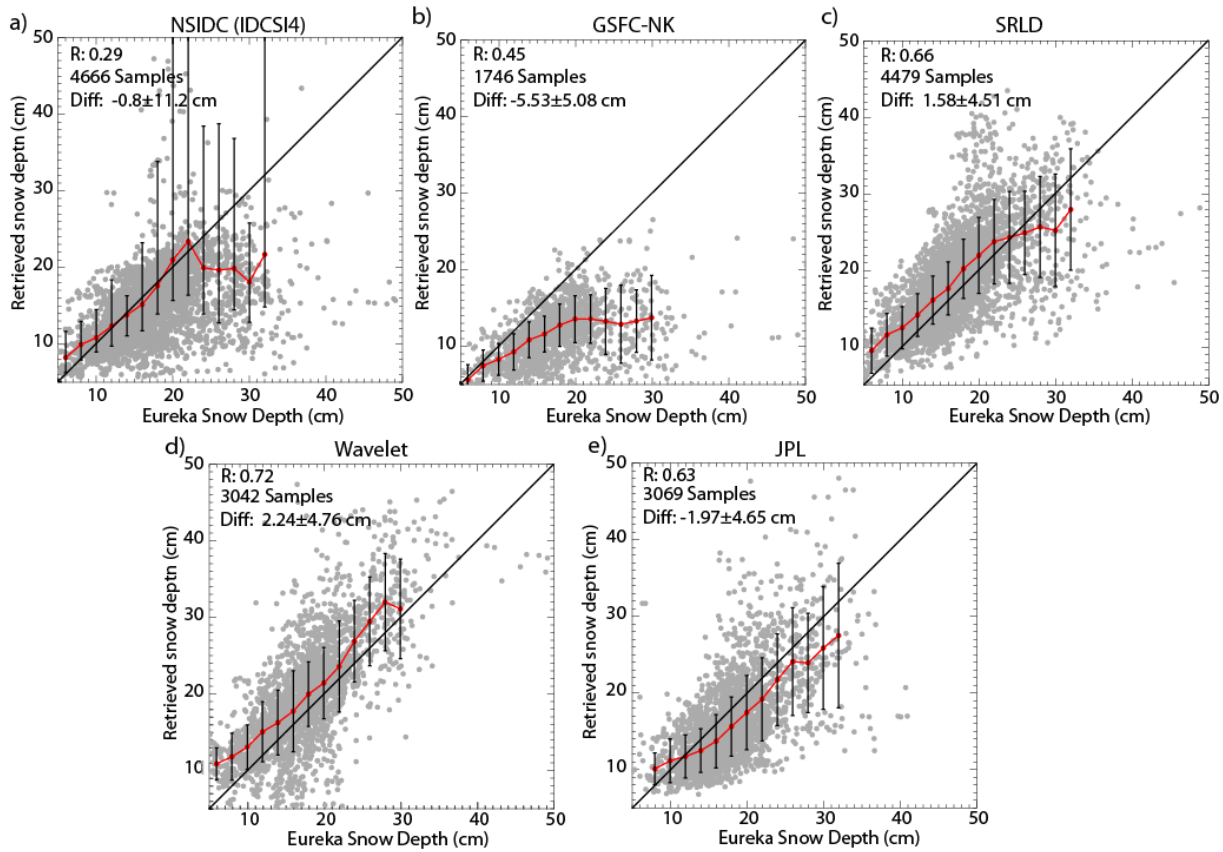 a)
NSIDC (IDCSI4)
R: 0.29
4666 Samples
Diff: -0.8±11.2 cm
50
40
30
20
10
Retrieved snow deptn (cm)
10 20 30 40 50
Eureka Snow Depth (cm)
b)
GSFC-NK
R: 0.45
1746 Samples
Diff: -5.53±5.08 cm
50
40
30
20
10
Retrieved snow deptn (cm)
10 20 30 40 50
Eureka Snow Depth (cm)
c)
SRLD
R: 0.66
4479 Samples
Diff: 1.58±4.51 cm
50
40
30
20
10
Retrieved snow deptn (cm)
10 20 30 40 50
Eureka Snow Depth (cm)
d)
Wavelet
R: 0.72
3042 Samples
Diff: 2.24±4.76 cm
50
40
30
20
10
Retrieved snow deptn (cm)
10 20 30 40 50
Eureka Snow Depth (cm)
e)
JPL
R: 0.63
3069 Samples
Diff: -1.97±4.65 cm
50
40
30
20
10
Retrieved snow deptn (cm)
10 20 30 40 50
Eureka Snow Depth (cm)